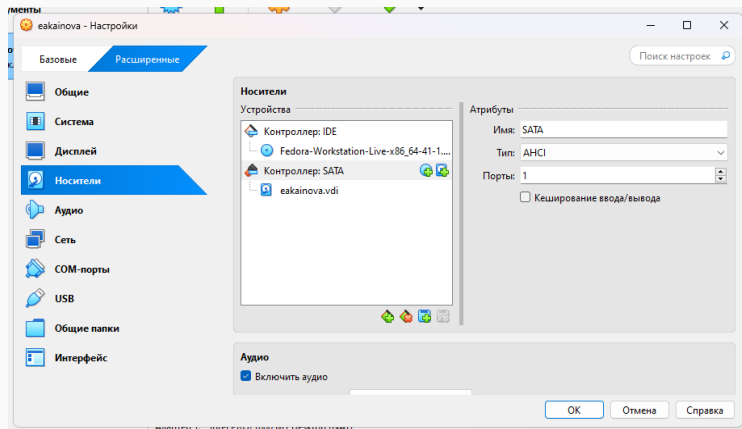 ументы
eakainova - Настройки
Базовые
Расширенные
Поиск настроек
Общие
Система
Дисплей
Носители
Аудио
Сеть
COM-порты
USB
Общие папки
Интерфейс
Носители
Устройства
Контроллер: IDE
Fedora-Workstation-Live-x86_64-41-1....
Контроллер: SATA
eakainova.vdi
Атрибуты
Имя: SATA
Тип: AHCI
Порты: 1
Кеширование ввода/вывода
Аудио
Включить аудио
OK
Отмена
Справка